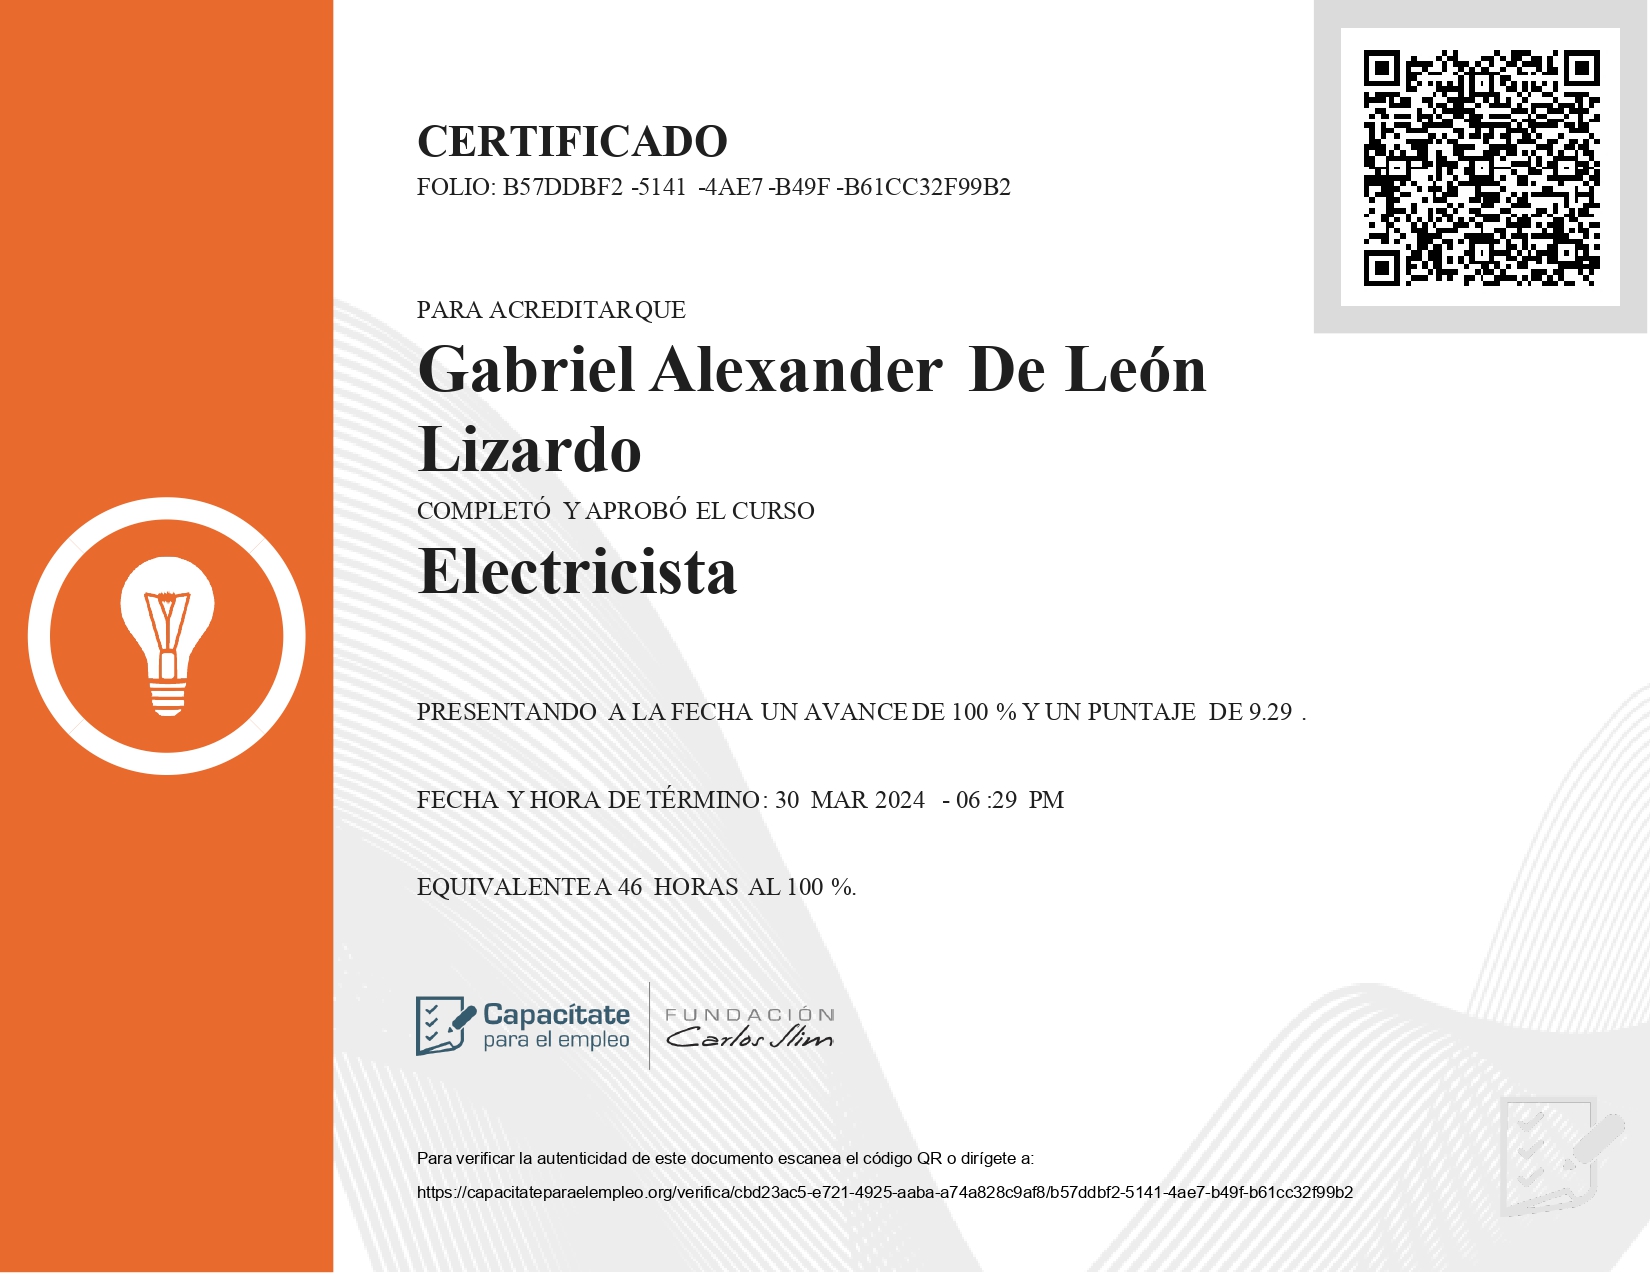 CERTIFICADO
FOLIO: B57DDBF2 -5141 -4AE7 -B49F -B61CC32F99B2
PARA ACREDITAR QUE
Gabriel Alexander De León
Lizardo
COMPLETÓ Y APROBÓ EL CURSO
Electricista
PRESENTANDO A LA FECHA UN AVANCE DE 100 % Y UN PUNTAJE DE 9.29 .
FECHA Y HORA DE TÉRMINO: 30 MAR 2024 - 06 :29 PM
EQUIVALENTE A 46 HORAS AL 100 %.
Capacítate
para el empleo
FUNDACIÓN
Carlos Slim
Para verificar la autenticidad de este documento escanea el código QR o dirígete a:
https://capacitateparaelempleo.org/verifica/cbd23ac5-e721-4925-aaba-a74a828c9af8/b57ddbf2-5141-4ae7-b49f-b61cc32f99b2